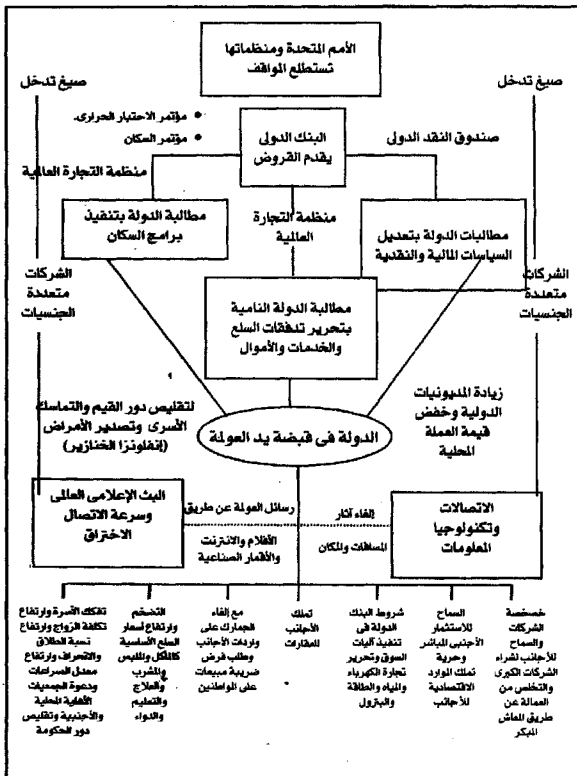 الأمم المتحدة ومنظماتها
تستطلع المواقف
صيغ تدخل
صيغ تدخل
• مؤتمر الاحتبار الحرارى.
• مؤتمر السكان
البنك الدولى
يقدم القروض
صندوق النقد الدولى
منظمة التجارة العالمية
منظمة التجارة
العالمية
مطالبات الدولة بتعديل
السياسات المالية والنقدية
مطالبة الدولة بتنفيذ
برامج السكان
الشركات
متعددة
الجنسيات
الشركات
متعددة
الجنسيات
مطالبة الدولة النامية
بتحرير تدفقات السلع
والخدمات والأموال
زيادة المديونيات
الدولية وخفض
قيمة العملة
المحلية
لتقليص دور القيم والتماسك
الأسرى وتصدير الأمراض
(إنفلونزا الخنازير)
الدولة فى قبضة يد العولمة
الاتصالات
وتكنولوجيا
المعلومات
إلغاء آثار
المسافات والمكان
رسائل العولمة عن طريق
الأفلام والانترنت
والأقمار الصناعية
البث الإعلامى العالمى
وسرعة الاتصال
الاختراق
خصخصة
الشركات
والسماح
للأجانب لشراء
الشركات الكبرى
والتخلص من
العمالة عن
طريق المعاش
المبكر
السماح
للاستثمار
الأجنبى المباشر
وحرية
تملك الموارد
الاقتصادية
للأجانب
شروط البنك
الدولة فى
تنفيذ آليات
السوق وتحرير
تجارة الكهرباء
والمياه والطاقة
والبترول
تملك
الأجانب
للعقارات
مع إلغاء
الجمارك على
واردات الأجانب
وطلب فرض
ضريبة مبيعات
على المواطنين
التضخم
وارتفاع أسعار
السلع الأساسية
كالمأكل والملبس
والمشرب
والعلاج
والتعليم
والدواء
تفكك الأسرة وارتفاع
تكلفة الزواج وارتفاع
نسبة الطلاق
والانحراف وارتفاع
معدل الصراعات
ودعوة الجمعيات
الأهلية المحلية
والأجنبية وتقليص
دور الحكومة